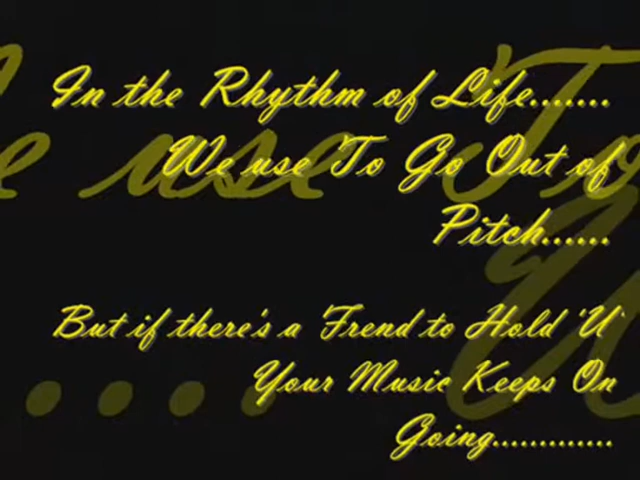 In the Rhythm of Life.......
We use To Go Out of
Pitch......
But if there's a Frend to Hold 'U'
Your Music Keeps On
Going.............